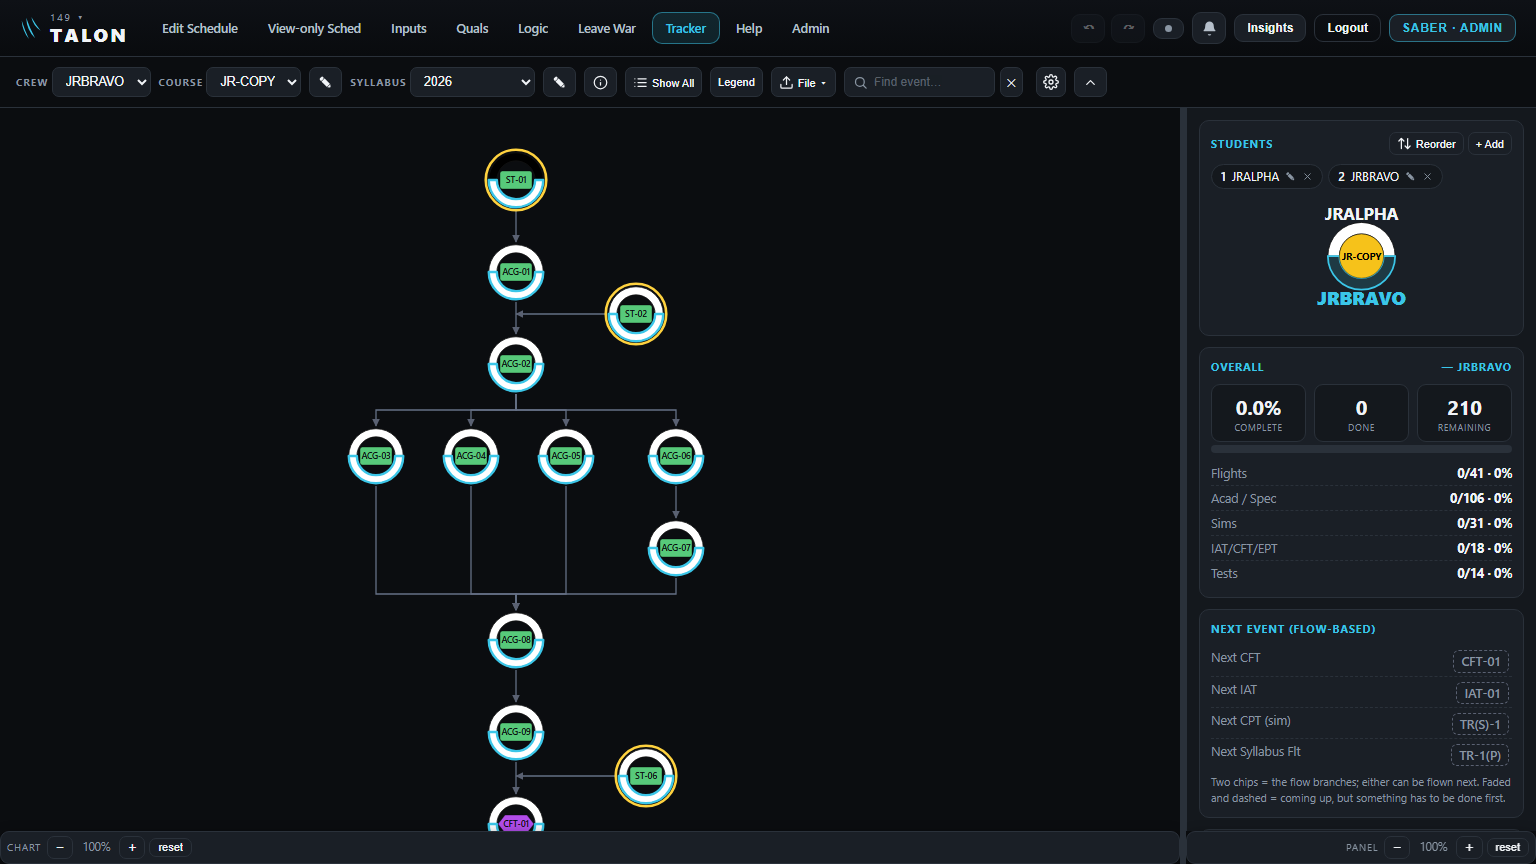 149
TALON
Edit Schedule
View-only Sched
Inputs
Quals
Logic
Leave War
Tracker
Help
Admin
Insights
Logout
SABER · ADMIN
CREW
JRBRAVO
COURSE
JR-COPY
SYLLABUS
2026
Show All
Legend
File
Find event...
ST-01
ACG-01
ST-02
ACG-02
ACG-03
ACG-04
ACG-05
ACG-06
ACG-07
ACG-08
ACG-09
ST-06
CFT-01
STUDENTS
Reorder
+ Add
1 JRALPHA
2 JRBRAVO
JRALPHA
JR-COPY
JRBRAVO
OVERALL
— JRBRAVO
0.0%
COMPLETE
0
DONE
210
REMAINING
Flights
0/41 · 0%
Acad / Spec
0/106 · 0%
Sims
0/31 · 0%
IAT/CFT/EPT
0/18 · 0%
Tests
0/14 · 0%
NEXT EVENT (FLOW-BASED)
Next CFT
CFT-01
Next IAT
IAT-01
Next CPT (sim)
TR(S)-1
Next Syllabus Flt
TR-1(P)
Two chips = the flow branches; either can be flown next. Faded
and dashed = coming up, but something has to be done first.
CHART
−
100%
+
reset
PANEL
−
100%
+
reset